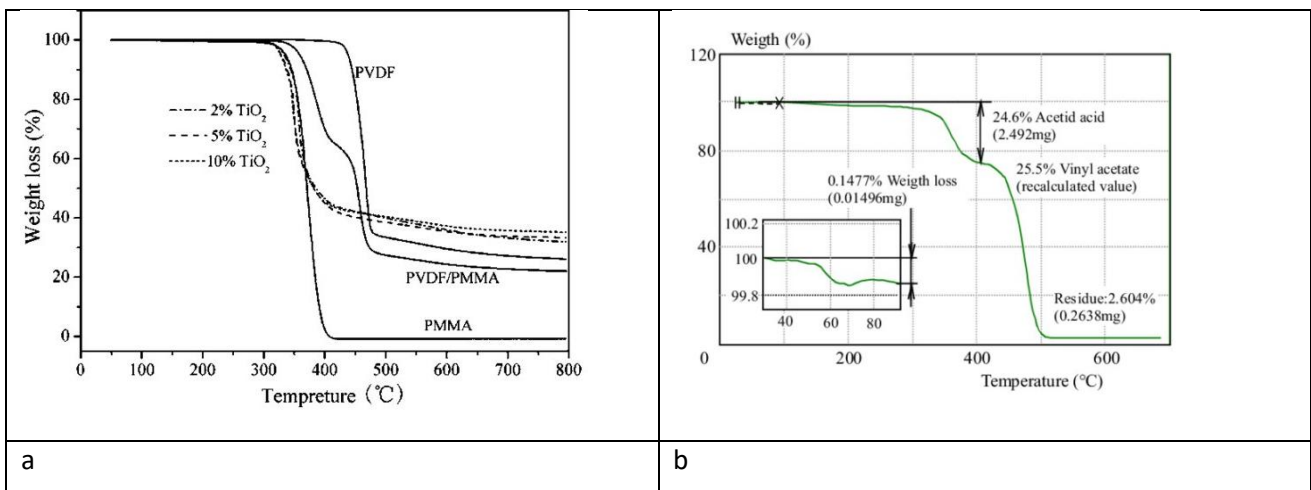 100
80
60
40
20
0
Weight loss (%)
PVDF
2% TiO2
5% TiO2
10% TiO2
PVDF/PMMA
PMMA
0 100 200 300 400 500 600 700 800
Tempreture (℃)
Weigth (%)
120
80
40
0
24.6% Acetid acid
(2.492mg)
25.5% Vinyl acetate
(recalculated value)
0.1477% Weigth loss
(0.01496mg)
100.2
100
99.8
40 60 80
Residue:2.604%
(0.2638mg)
200 400 600
Temperature (℃)
a
b